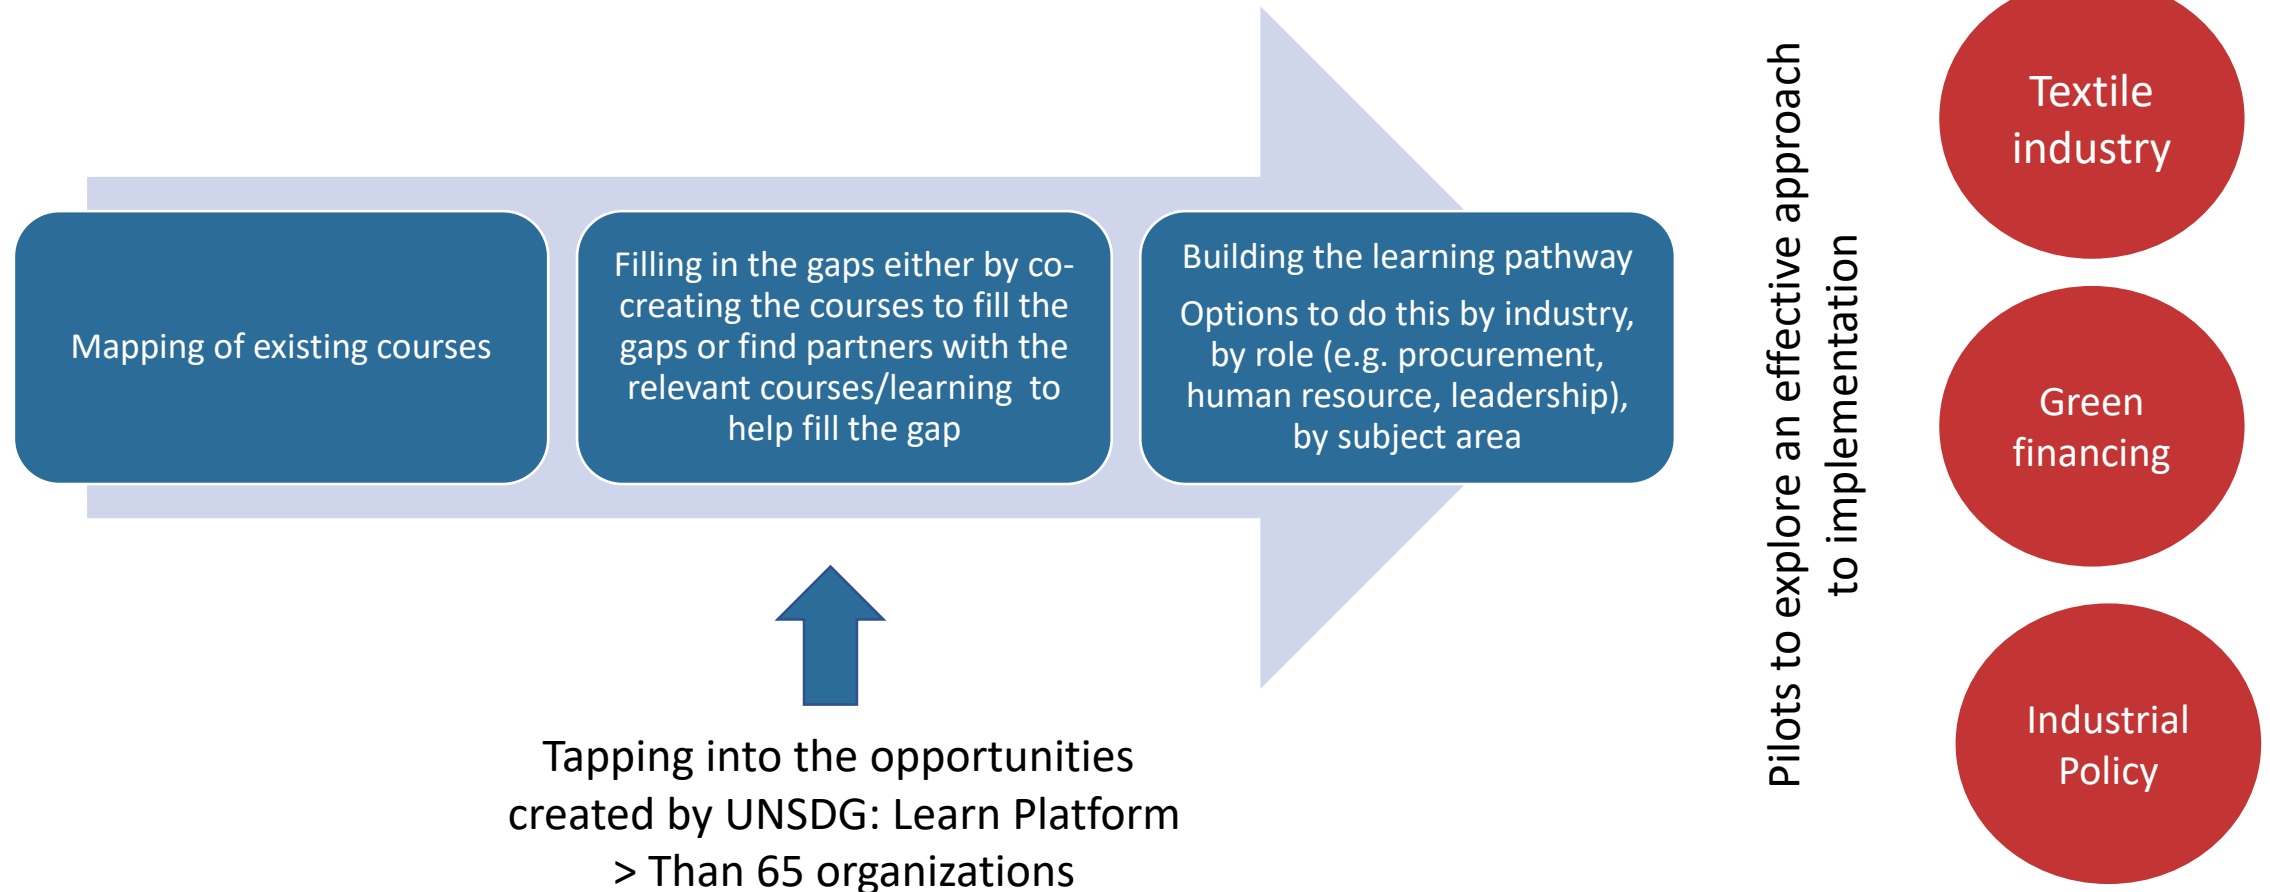 Mapping of existing courses
Filling in the gaps either by co-
creating the courses to fill the
gaps or find partners with the
relevant courses/learning to
help fill the gap
Building the learning pathway
Options to do this by industry,
by role (e.g. procurement,
human resource, leadership),
by subject area
Tapping into the opportunities
created by UNSDG: Learn Platform
> Than 65 organizations
Pilots to explore an effective approach
to implementation
Textile
industry
Green
financing
Industrial
Policy